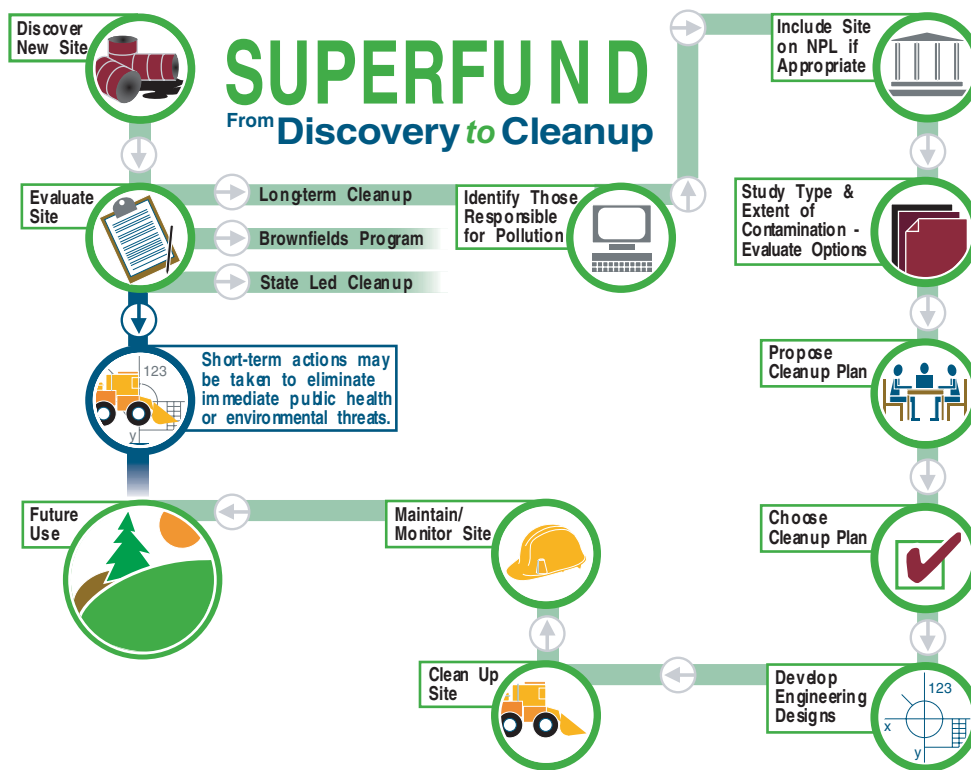 Discover
New Site
SUPERFUND
From Discovery to Cleanup
Include Site
on NPL if
Appropriate
Evaluate
Site
Long-term Cleanup
Brownfields Program
State Led Cleanup
Identify Those
Responsible
for Pollution
Study Type &
Extent of
Contamination -
Evaluate Options
123
y
Short-term actions may
be taken to eliminate
immediate public health
or environmental threats.
Propose
Cleanup Plan
Future
Use
Maintain/
Monitor Site
Choose
Cleanup Plan
Clean Up
Site
Develop
Engineering
Designs
123
x
y